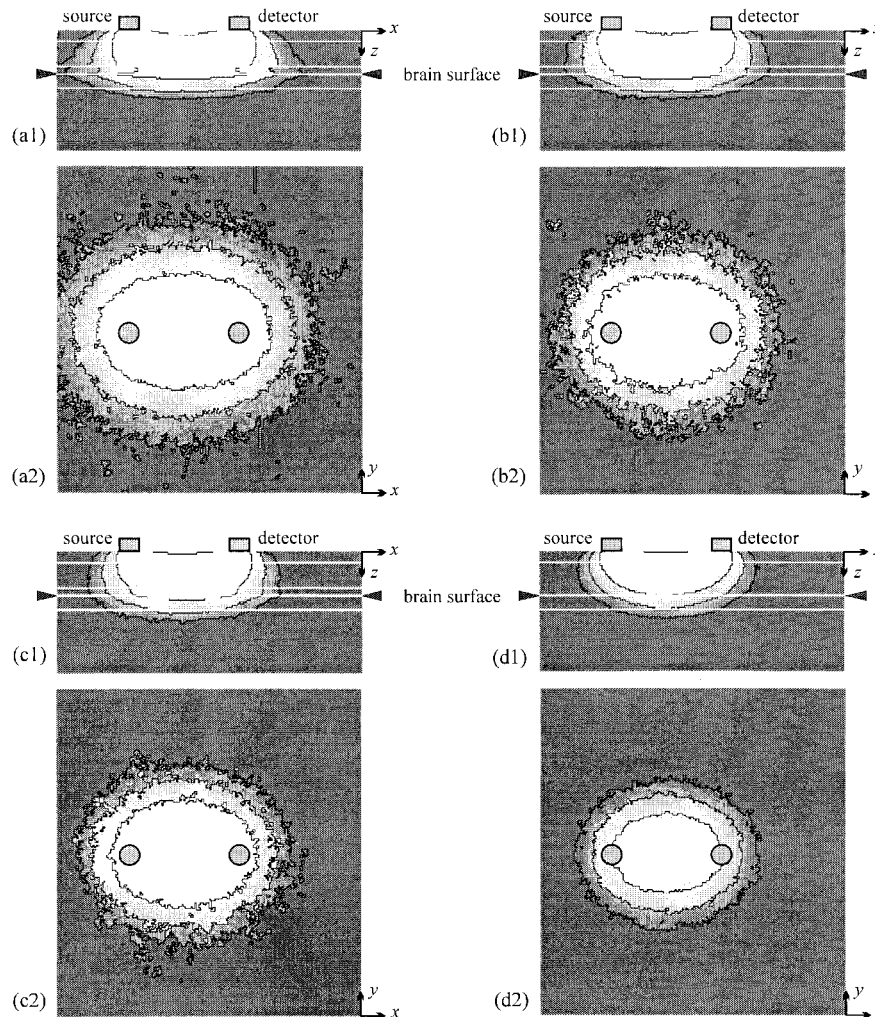 source
detector
x
z
(a1)
source
detector
x
z
(b1)
brain surface
(a2)
y
x
(b2)
y
x
source
detector
x
z
(c1)
source
detector
x
z
(d1)
brain surface
(c2)
y
x
(d2)
y
x